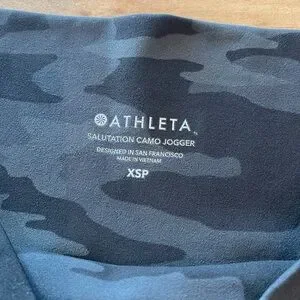 ATHLETA
SALUTATION CAMO JOGGER
DESIGNED IN SAN FRANCISCO
MADE IN VIETNAM
XSP